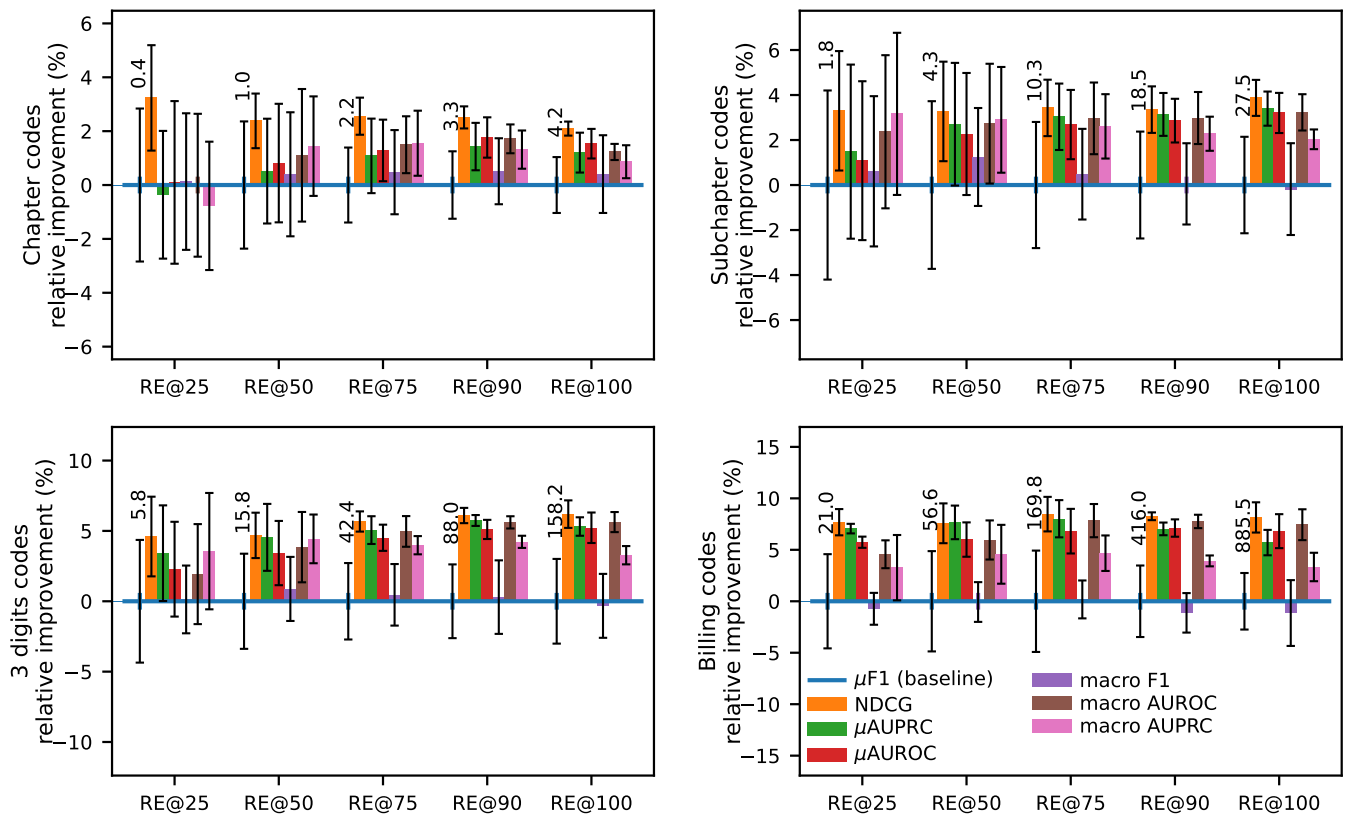 Chapter codes
relative improvement (%)
6
4
2
0
−2
−4
−6
0.4
1.0
2.2
3.3
4.2
RE@25
RE@50
RE@75
RE@90
RE@100
Subchapter codes
relative improvement (%)
6
4
2
0
−2
−4
−6
1.8
4.3
10.3
18.5
27.5
RE@25
RE@50
RE@75
RE@90
RE@100
3 digits codes
relative improvement (%)
10
5
0
−5
−10
5.8
15.8
42.4
88.0
158.2
RE@25
RE@50
RE@75
RE@90
RE@100
Billing codes
relative improvement (%)
15
10
5
0
−5
−10
−15
21.0
56.6
169.8
416.0
885.5
μF1 (baseline)
NDCG
μAUPRC
μAUROC
macro F1
macro AUROC
macro AUPRC
RE@25
RE@50
RE@75
RE@90
RE@100